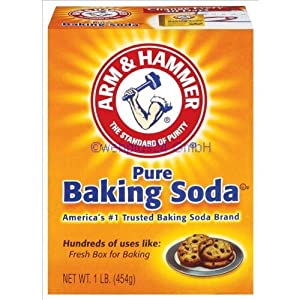 ARM & HAMMER
THE STANDARD OF PURITY
Pure
Baking Soda
America's #1 Trusted Baking Soda Brand
Hundreds of uses like:
Fresh Box for Baking
NET WT. 1 LB. (454g)